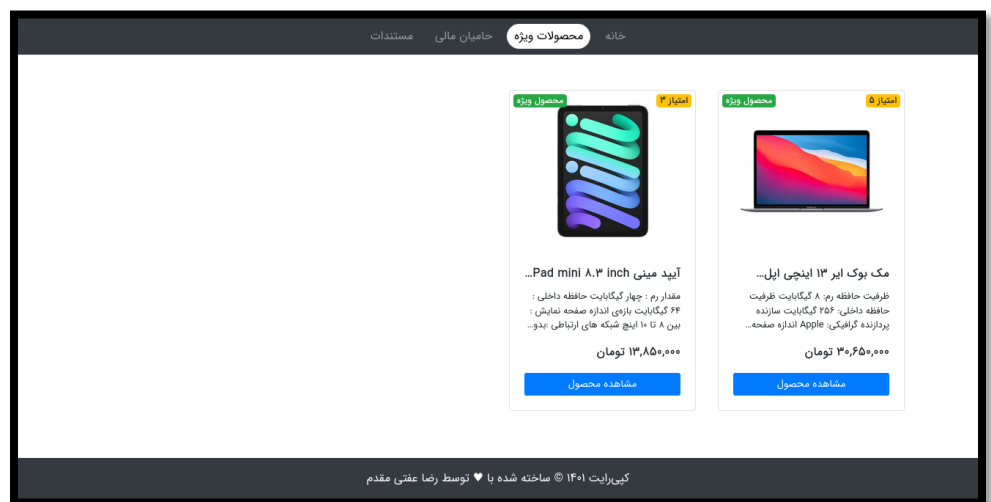 خانه محصولات ویژه حامیان مالی مستندات
امتیاز ۵
محصول ویژه
مک بوک ایر ۱۳ اینچی اپل...
ظرفیت حافظه رم: ۸ گیگابایت ظرفیت
حافظه داخلی: ۲۵۶ گیگابایت سازنده
پردازنده گرافیکی: Apple اندازه صفحه...
۳۰,۶۵۰,۰۰۰ تومان
مشاهده محصول
امتیاز ۳
محصول ویژه
آیپد مینی Pad mini ۸.۳ inch...
مقدار رم : چهار گیگابایت حافظه داخلی :
۶۴ گیگابایت بازه‌ی اندازه صفحه نمایش :
بین ۸ تا ۱۰ اینچ شبکه های ارتباطی :بدو...
۱۳,۸۵۰,۰۰۰ تومان
مشاهده محصول
کپی‌رایت ۱۴۰۱ © ساخته شده با ♥ توسط رضا عفتی مقدم